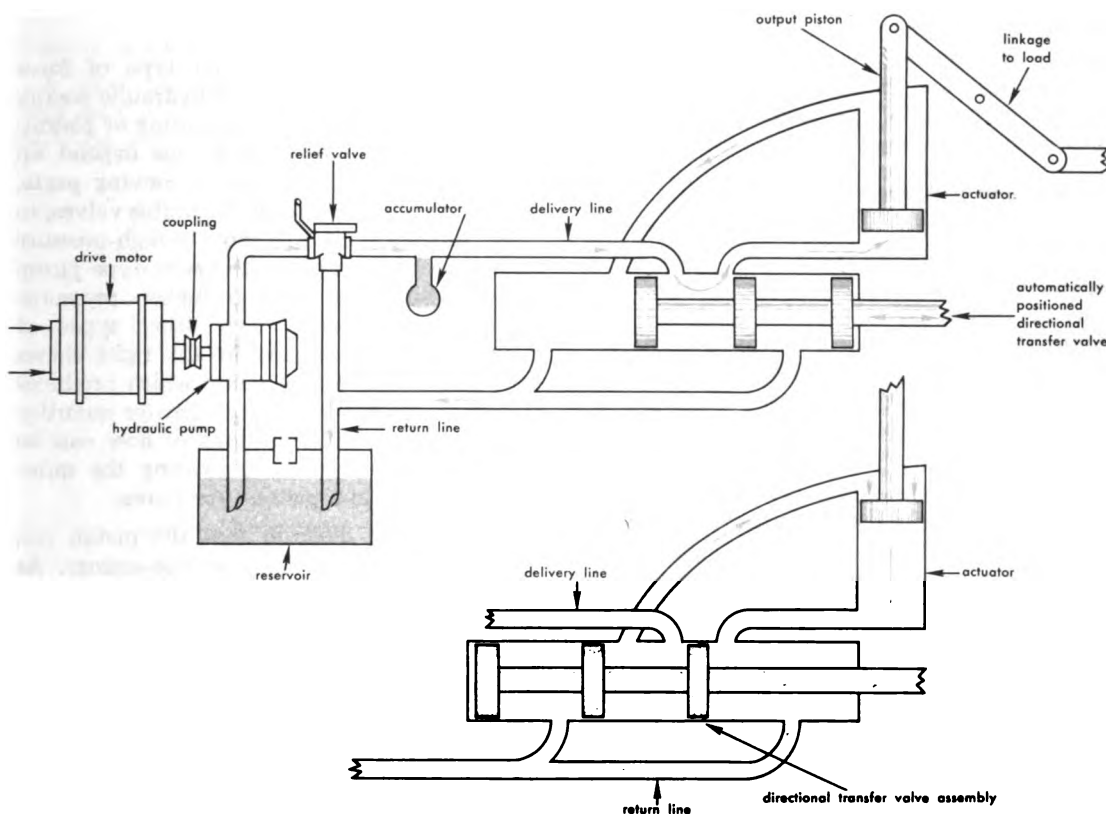 output piston
linkage
to load
relief valve
coupling
accumulator
delivery line
actuator.
drive motor
automatically
positioned
directional
transfer valve
hydraulic pump
return line
reservoir
delivery line
actuator
directional transfer valve assembly
return line